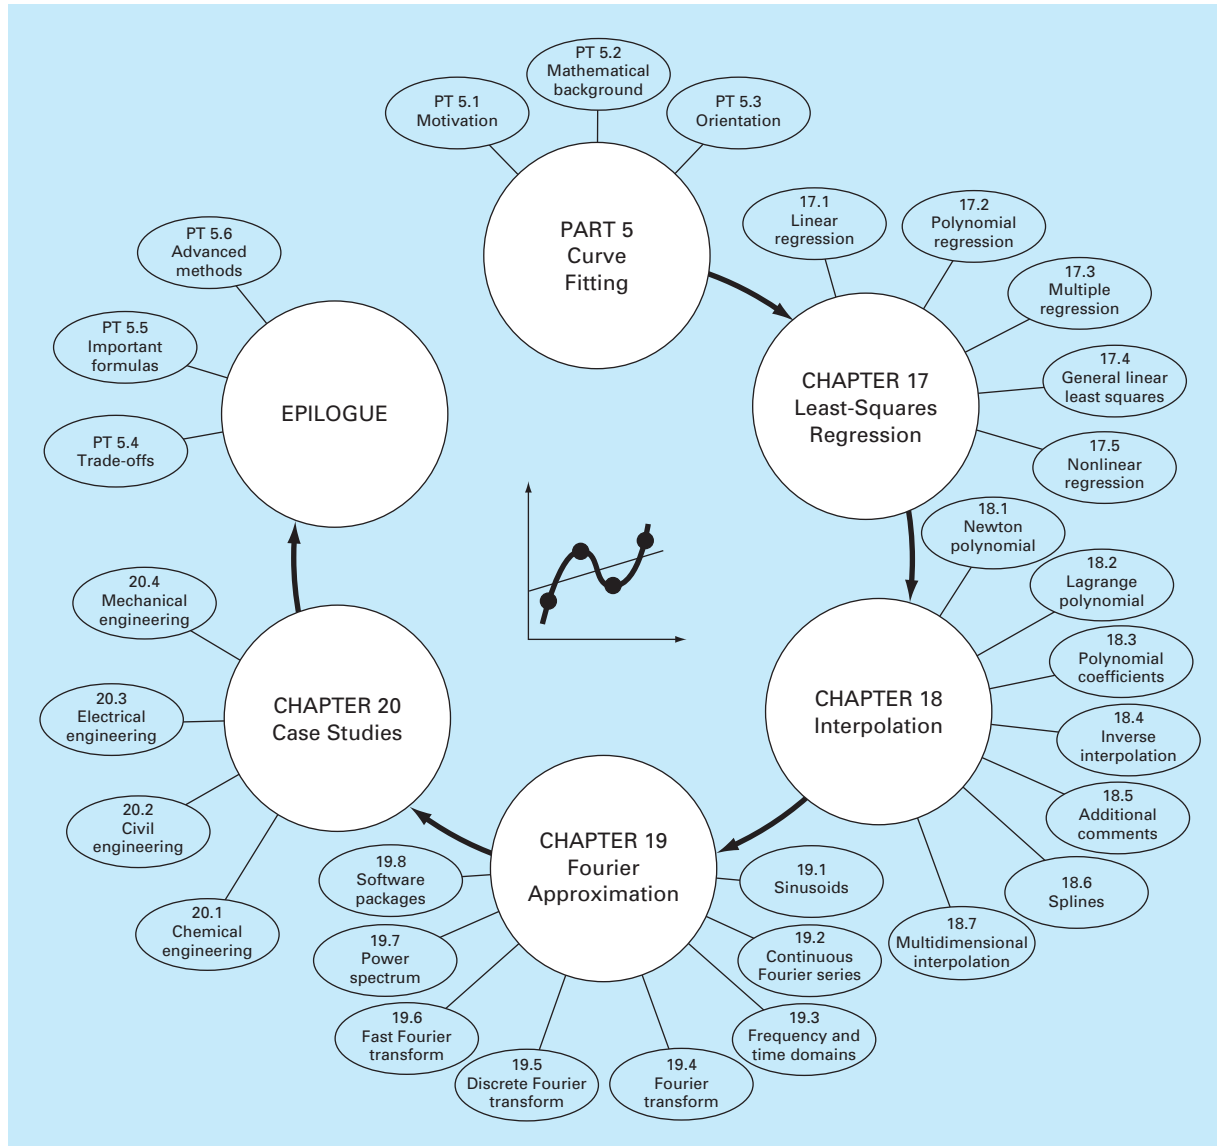 PT 5.1
Motivation
PT 5.2
Mathematical
background
PT 5.3
Orientation
PART 5
Curve
Fitting
17.1
Linear
regression
17.2
Polynomial
regression
17.3
Multiple
regression
17.4
General linear
least squares
17.5
Nonlinear
regression
CHAPTER 17
Least-Squares
Regression
18.1
Newton
polynomial
18.2
Lagrange
polynomial
18.3
Polynomial
coefficients
18.4
Inverse
interpolation
18.5
Additional
comments
18.6
Splines
18.7
Multidimensional
interpolation
CHAPTER 18
Interpolation
CHAPTER 19
Fourier
Approximation
19.1
Sinusoids
19.2
Continuous
Fourier series
19.3
Frequency and
time domains
19.4
Fourier
transform
19.5
Discrete Fourier
transform
19.6
Fast Fourier
transform
19.7
Power
spectrum
19.8
Software
packages
CHAPTER 20
Case Studies
20.1
Chemical
engineering
20.2
Civil
engineering
20.3
Electrical
engineering
20.4
Mechanical
engineering
EPILOGUE
PT 5.4
Trade-offs
PT 5.5
Important
formulas
PT 5.6
Advanced
methods